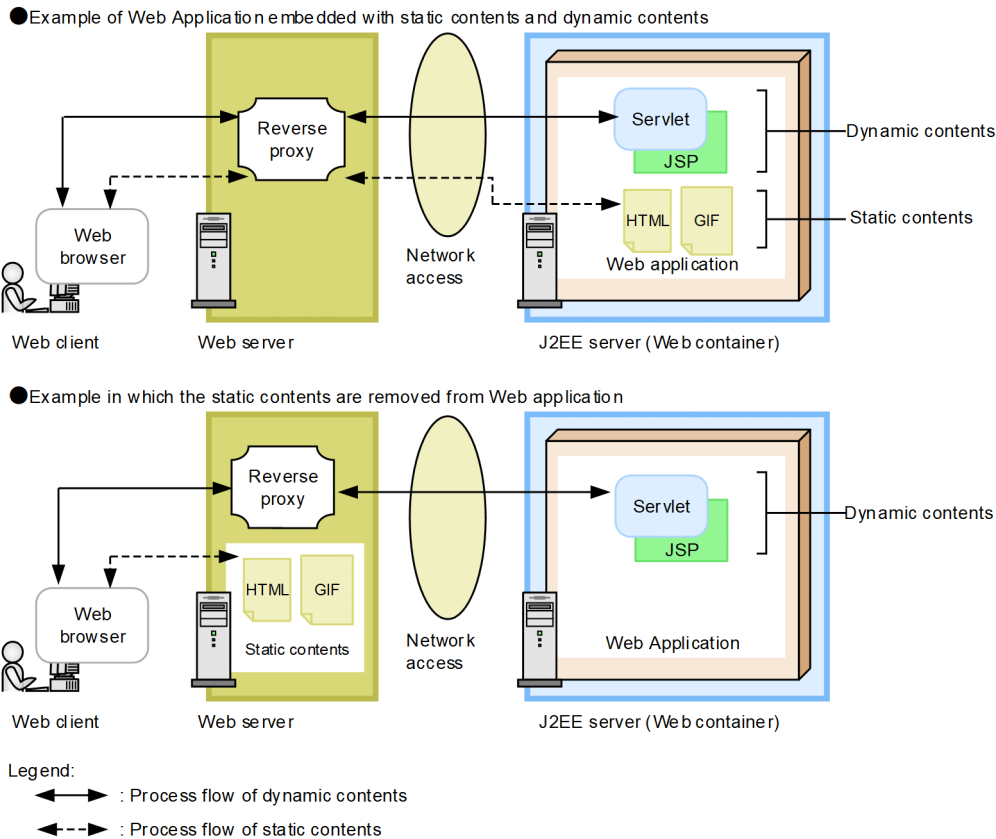 ●Example of Web Application embedded with static contents and dynamic contents
Reverse
proxy
Servlet
JSP
Dynamic contents
HTML
GIF
Static contents
Web
browser
Network
access
Web application
Web client
Web server
J2EE server (Web container)
●Example in which the static contents are removed from Web application
Reverse
proxy
Servlet
JSP
Dynamic contents
HTML
GIF
Static contents
Web
browser
Network
access
Web Application
Web client
Web server
J2EE server (Web container)
Legend:
: Process flow of dynamic contents
: Process flow of static contents